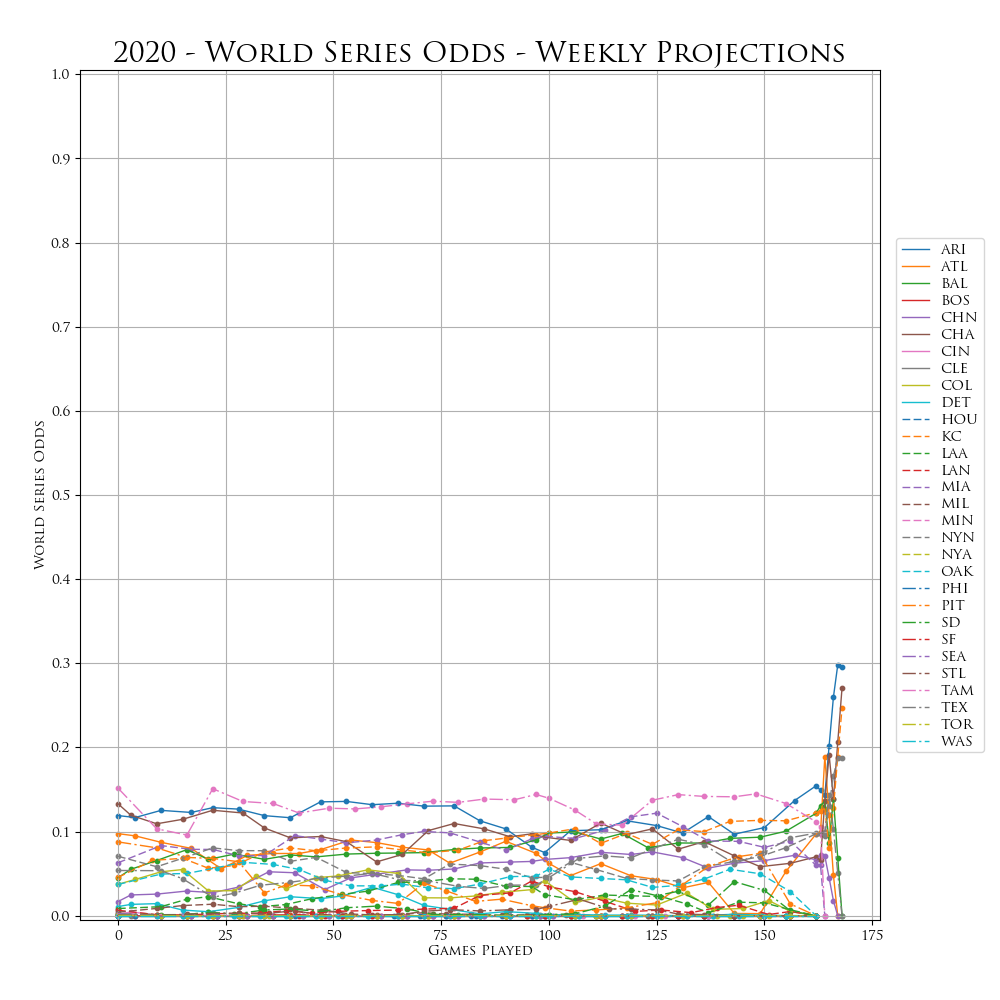 2020 - World Series Odds - Weekly Projections
1.0
0.9
0.8
0.7
0.6
0.5
0.4
0.3
0.2
0.1
0.0
World Series Odds
0 25 50 75 100 125 150 175
Games Played
ARI
ATL
BAL
BOS
CHN
CHA
CIN
CLE
COL
DET
HOU
KC
LAA
LAN
MIA
MIL
MIN
NYN
NYA
OAK
PHI
PIT
SD
SF
SEA
STL
TAM
TEX
TOR
WAS